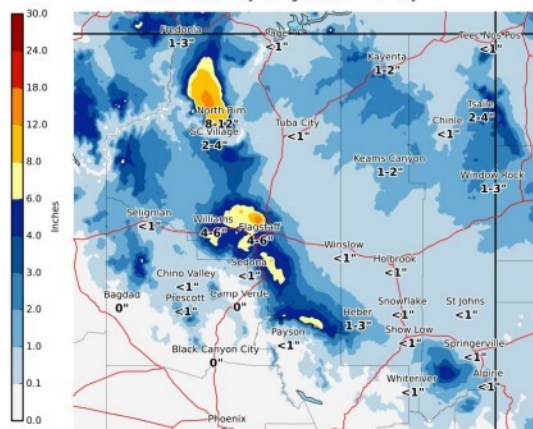 30.0
24.0
18.0
12.0
8.0
6.0
4.0
3.0
2.0
1.0
0.1
0.0
Inches
Fredonia
1-3"
<1"
Teec Nos Pos
<1"
Kayenta
1-2"
North Rim
8-12"
GC Village
2-4"
Tuba City
<1"
Tsaile
2-4"
Chinle
<1"
Keams Canyon
1-2"
Window Rock
1-3"
Seligman
<1"
Williams
4-6"
Flagstaff
4-6"
Winslow
<1"
Holbrook
<1"
Sedona
<1"
Chino Valley
<1"
Bagdad
0"
Prescott
<1"
Camp Verde
0"
Heber
1-3"
Snowflake
<1"
St Johns
<1"
Payson
<1"
Show Low
<1"
Black Canyon City
0"
Springerville
<1"
Whiteriver
<1"
Alpine
<1"
Phoenix